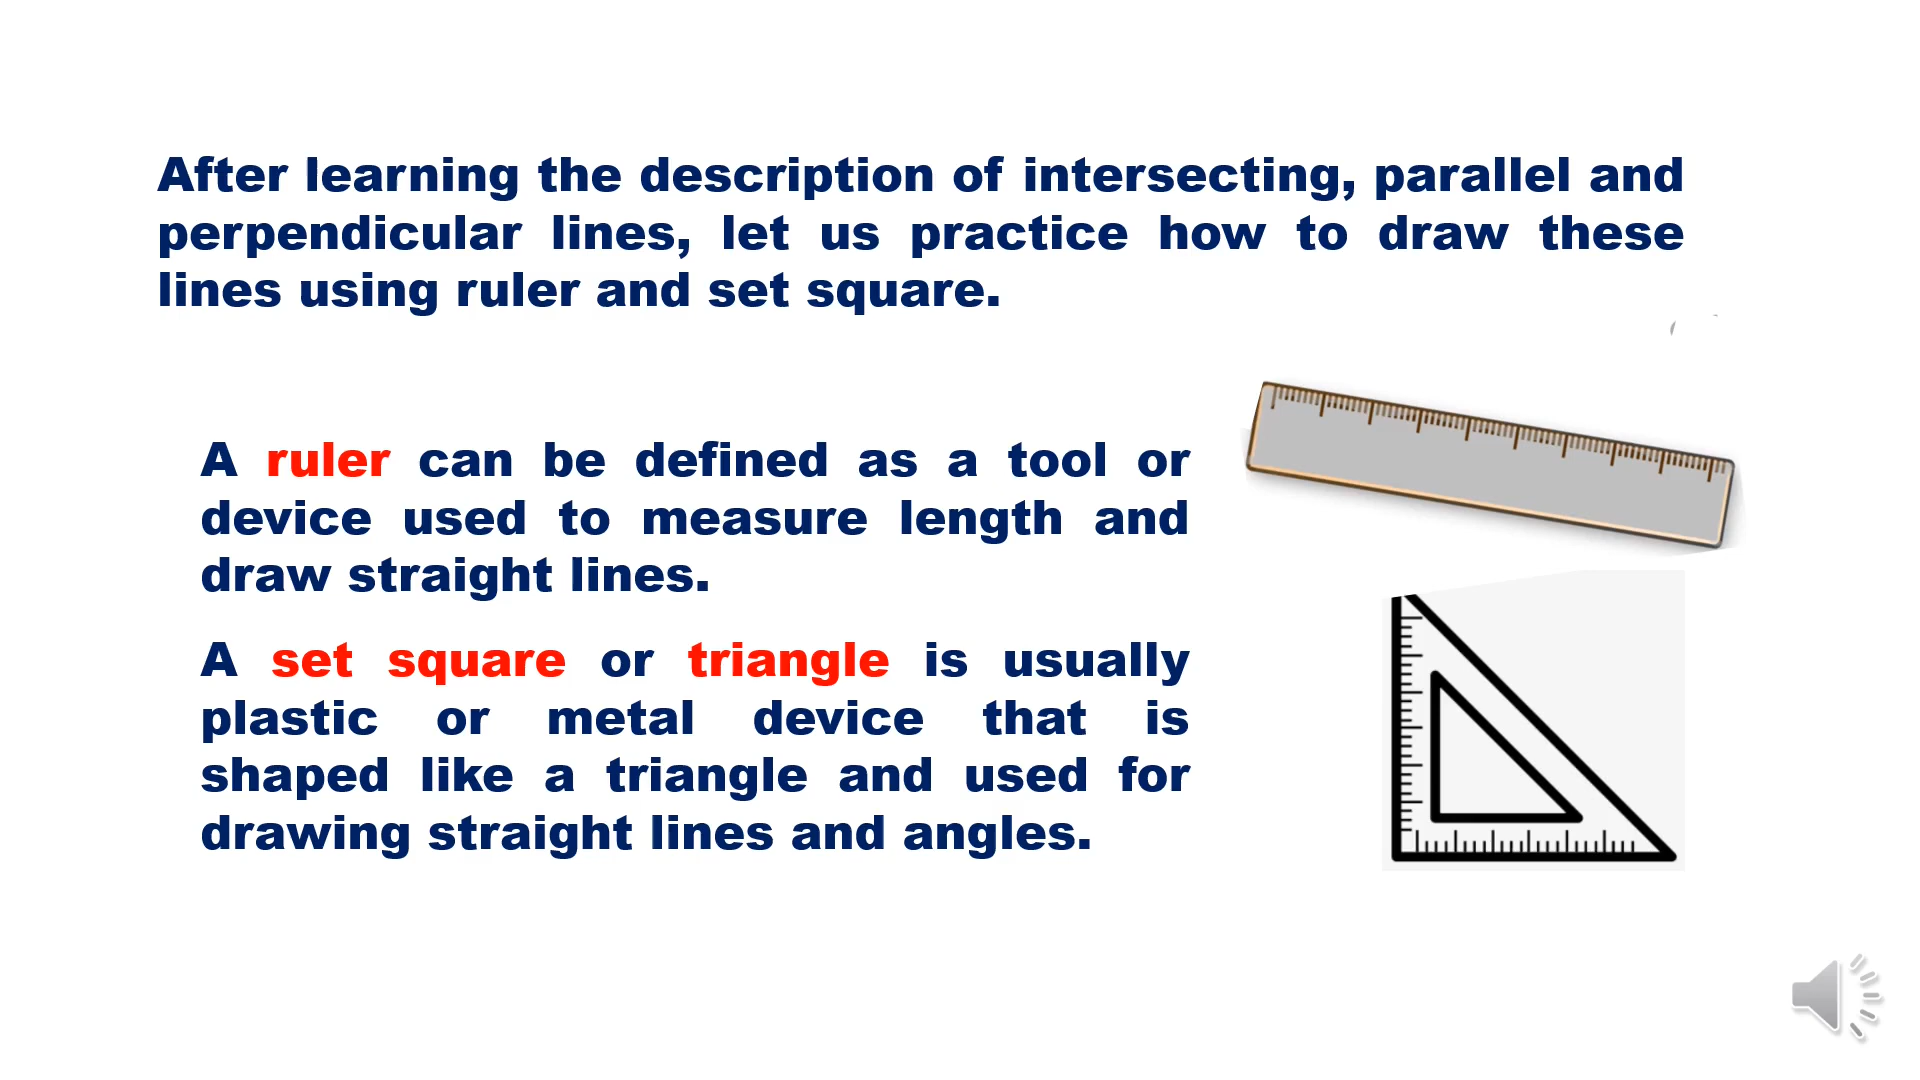 After learning the description of intersecting, parallel and
perpendicular lines, let us practice how to draw these
lines using ruler and set square.
A ruler can be defined as a tool or
device used to measure length and
draw straight lines.
A set square or triangle is usually
plastic or metal device that is
shaped like a triangle and used for
drawing straight lines and angles.